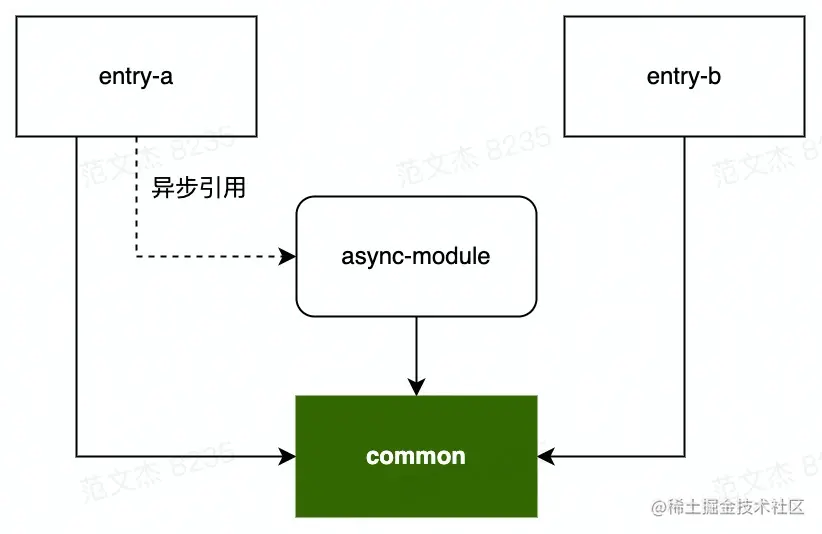 entry-a
entry-b
范文杰 8235
范文杰 8235
范文杰 8235
异步引用
async-module
common
范文杰 8235
范文杰 8235
@稀土掘金技术社区